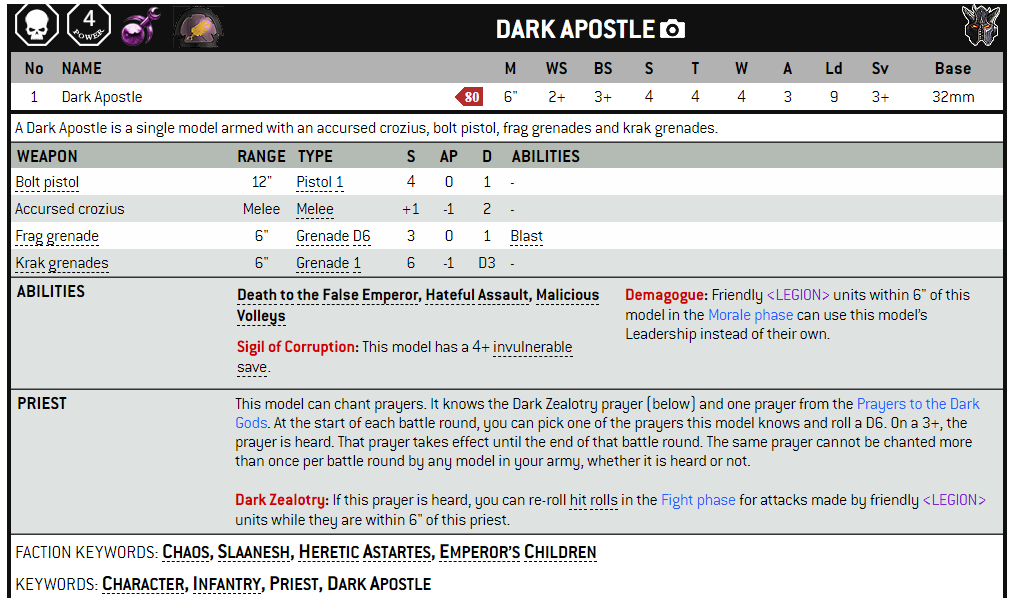 4
POWER
DARK APOSTLE
No NAME M WS BS S T W A Ld Sv Base
1 Dark Apostle 80 6" 2+ 3+ 4 4 4 3 9 3+ 32mm
A Dark Apostle is a single model armed with an accursed crozius, bolt pistol, frag grenades and krak grenades.
WEAPON RANGE TYPE S AP D ABILITIES
Bolt pistol 12" Pistol 1 4 0 1 -
Accursed crozius Melee Melee +1 -1 2 -
Frag grenade 6" Grenade D6 3 0 1 Blast
Krak grenades 6" Grenade 1 6 -1 D3 -
ABILITIES
Death to the False Emperor, Hateful Assault, Malicious
Volleys
Sigil of Corruption: This model has a 4+ invulnerable
save.
Demagogue: Friendly <LEGION> units within 6" of this
model in the Morale phase can use this model's
Leadership instead of their own.
PRIEST
This model can chant prayers. It knows the Dark Zealotry prayer (below) and one prayer from the Prayers to the Dark
Gods. At the start of each battle round, you can pick one of the prayers this model knows and roll a D6. On a 3+, the
prayer is heard. That prayer takes effect until the end of that battle round. The same prayer cannot be chanted more
than once per battle round by any model in your army, whether it is heard or not.
Dark Zealotry: If this prayer is heard, you can re-roll hit rolls in the Fight phase for attacks made by friendly <LEGION>
units while they are within 6" of this priest.
FACTION KEYWORDS: CHAOS, SLAANESH, HERETIC ASTARTES, EMPEROR'S CHILDREN
KEYWORDS: CHARACTER, INFANTRY, PRIEST, DARK APOSTLE